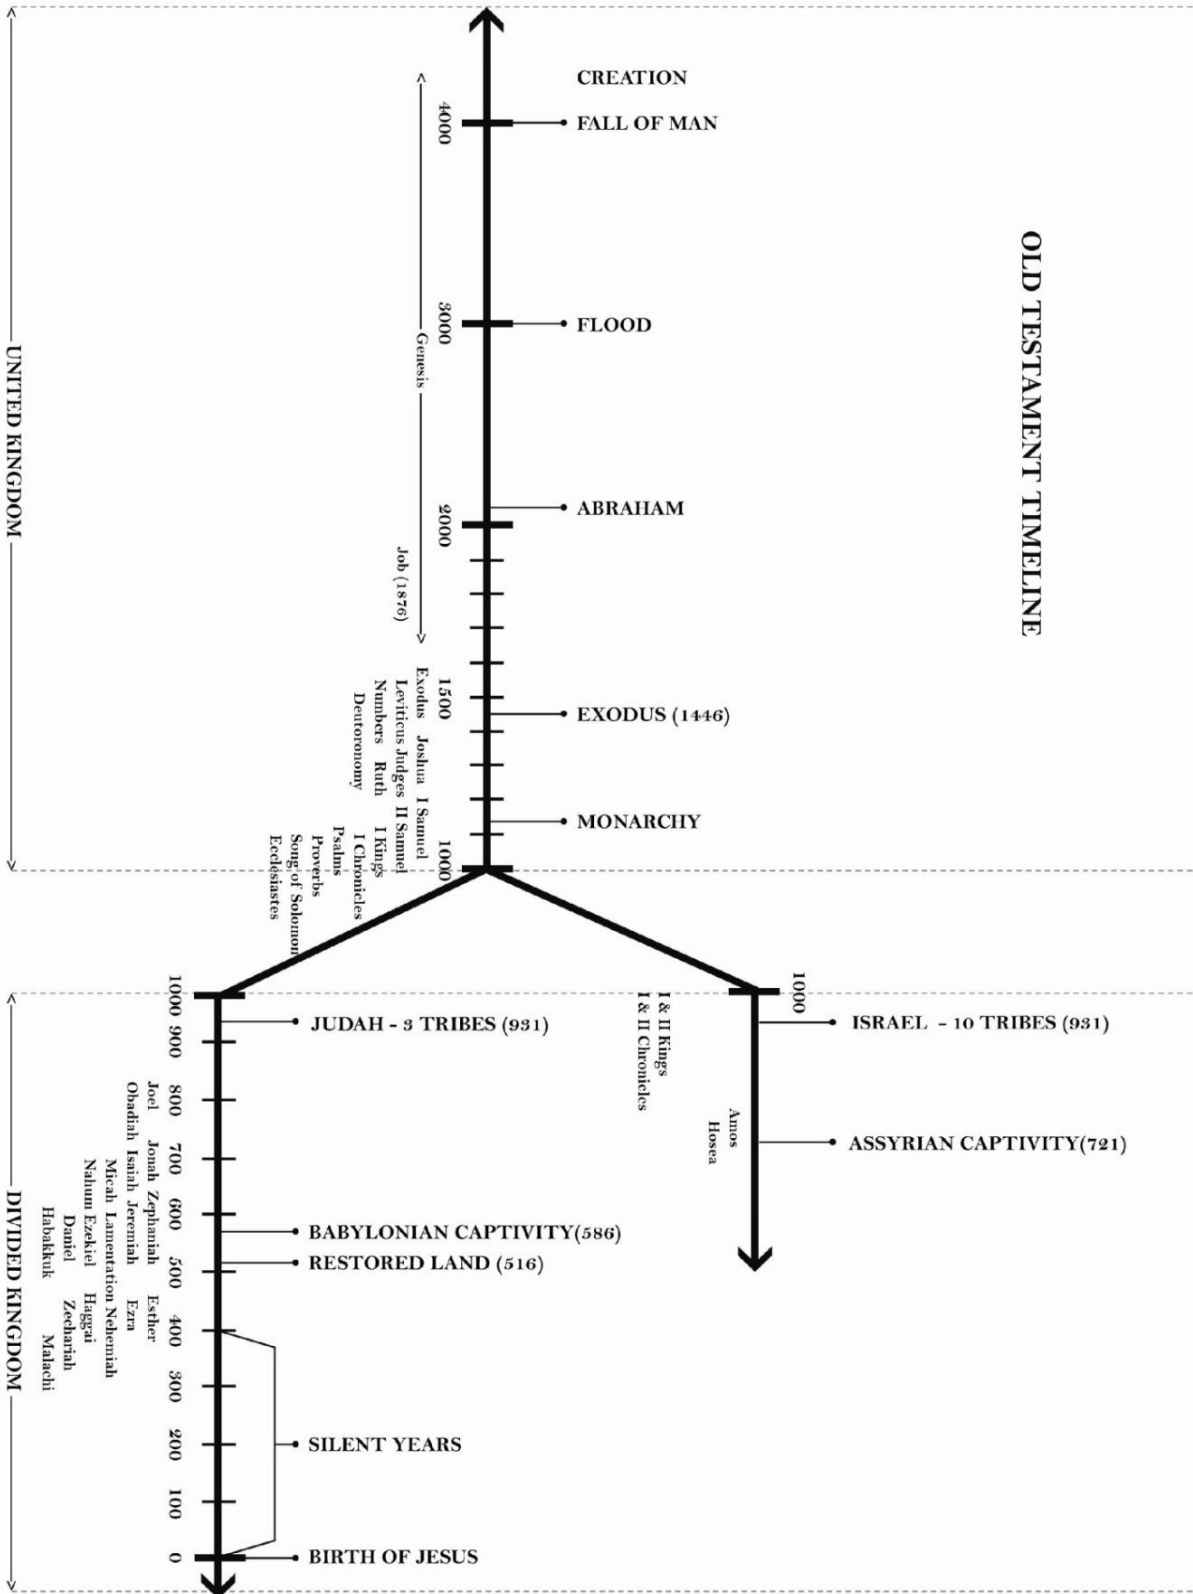 OLD TESTAMENT TIMELINE
CREATION
FALL OF MAN
FLOOD
ABRAHAM
EXODUS (1446)
MONARCHY
4000
3000
2000
1500
1000
Genesis
Job (1876)
Exodus Joshua I Samuel
Leviticus Judges II Samuel
Numbers Ruth I Kings
Deutoronomy I Chronicles
Psalms
Proverbs
Song of Solomon
Ecclesiastes
UNITED KINGDOM
1000
ISRAEL - 10 TRIBES (931)
ASSYRIAN CAPTIVITY(721)
I & II Kings
I & II Chronicles
Amos
Hosea
JUDAH - 3 TRIBES (931)
BABYLONIAN CAPTIVITY(586)
RESTORED LAND (516)
SILENT YEARS
BIRTH OF JESUS
1000
900
800
700
600
500
400
300
200
100
0
Joel Jonah Zephaniah Esther
Obadiah Isaiah Jeremiah Ezra
Micah Lamentation Nehemiah
Nahum Ezekiel Haggai
Daniel Zechariah
Habakkuk Malachi
DIVIDED KINGDOM